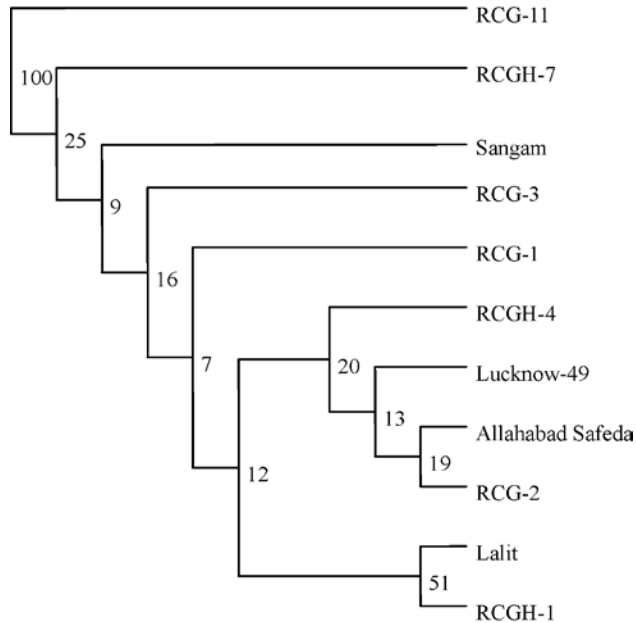 RCG-11
100
RCGH-7
25
Sangam
9
RCG-3
16
RCG-1
7
RCGH-4
20
Lucknow-49
13
Allahabad Safeda
19
12
RCG-2
Lalit
51
RCGH-1